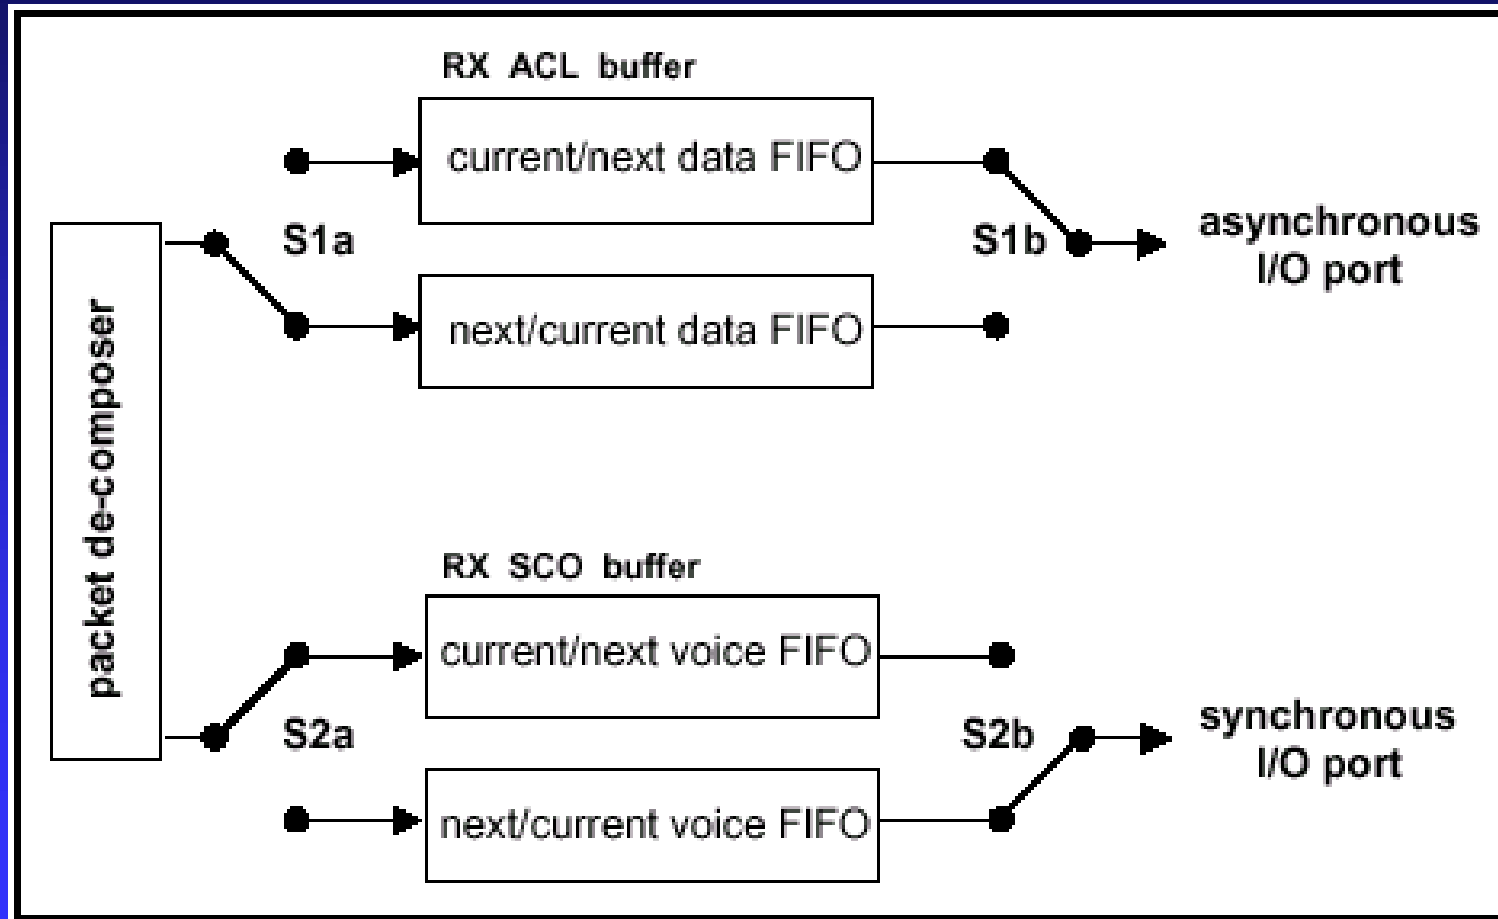 RX ACL buffer
current/next data FIFO
S1a
S1b
asynchronous
I/O port
next/current data FIFO
packet de-composer
RX SCO buffer
current/next voice FIFO
S2a
S2b
synchronous
I/O port
next/current voice FIFO